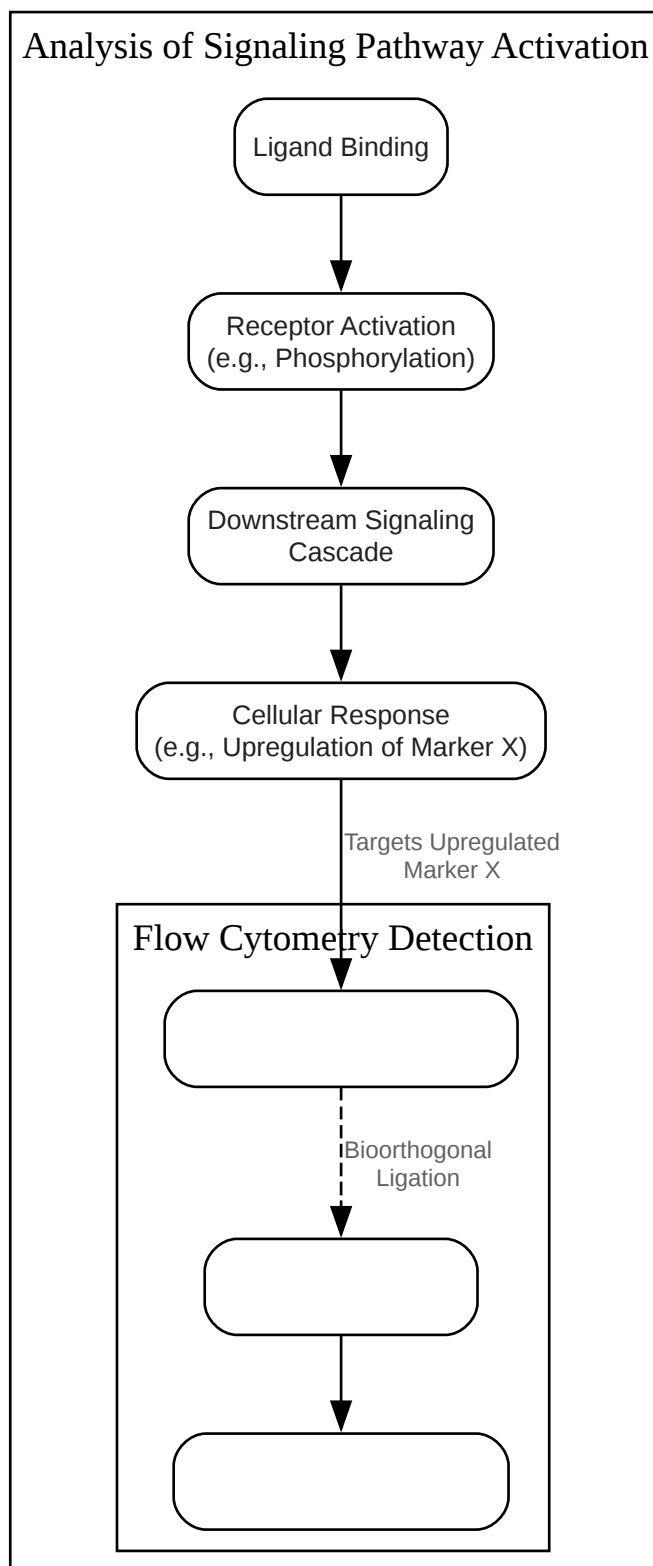 Analysis of Signaling Pathway Activation
Ligand Binding
Receptor Activation
(e.g., Phosphorylation)
Downstream Signaling
Cascade
Cellular Response
(e.g., Upregulation of Marker X)
Targets Upregulated
Marker X
Flow Cytometry Detection
Bioorthogonal
Ligation